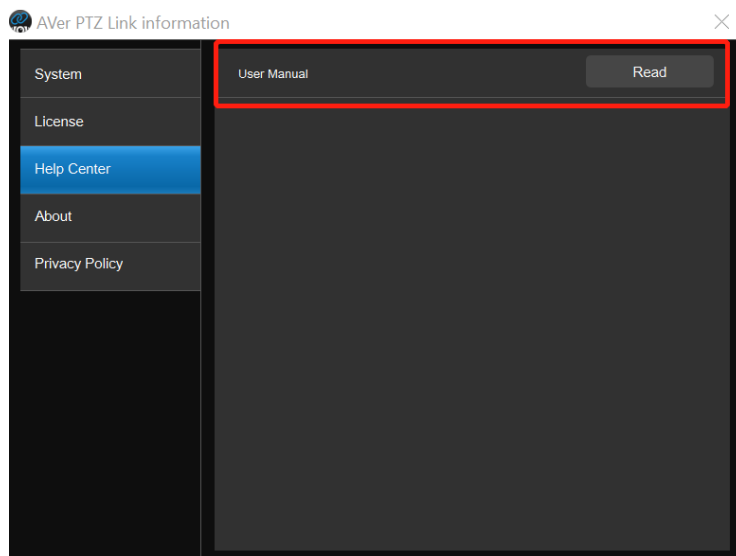 AVer PTZ Link information
System
License
Help Center
About
Privacy Policy
User Manual
Read